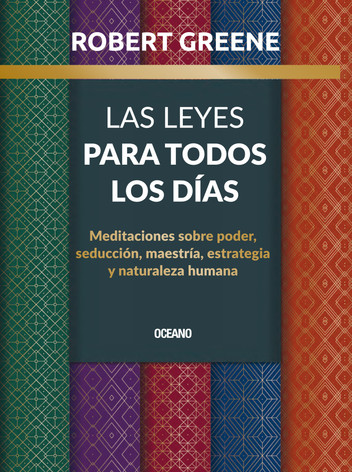 ROBERT GREENE
LAS LEYES
PARA TODOS
LOS DÍAS
Meditaciones sobre poder,
seducción, maestría, estrategia
y naturaleza humana
OCEANO